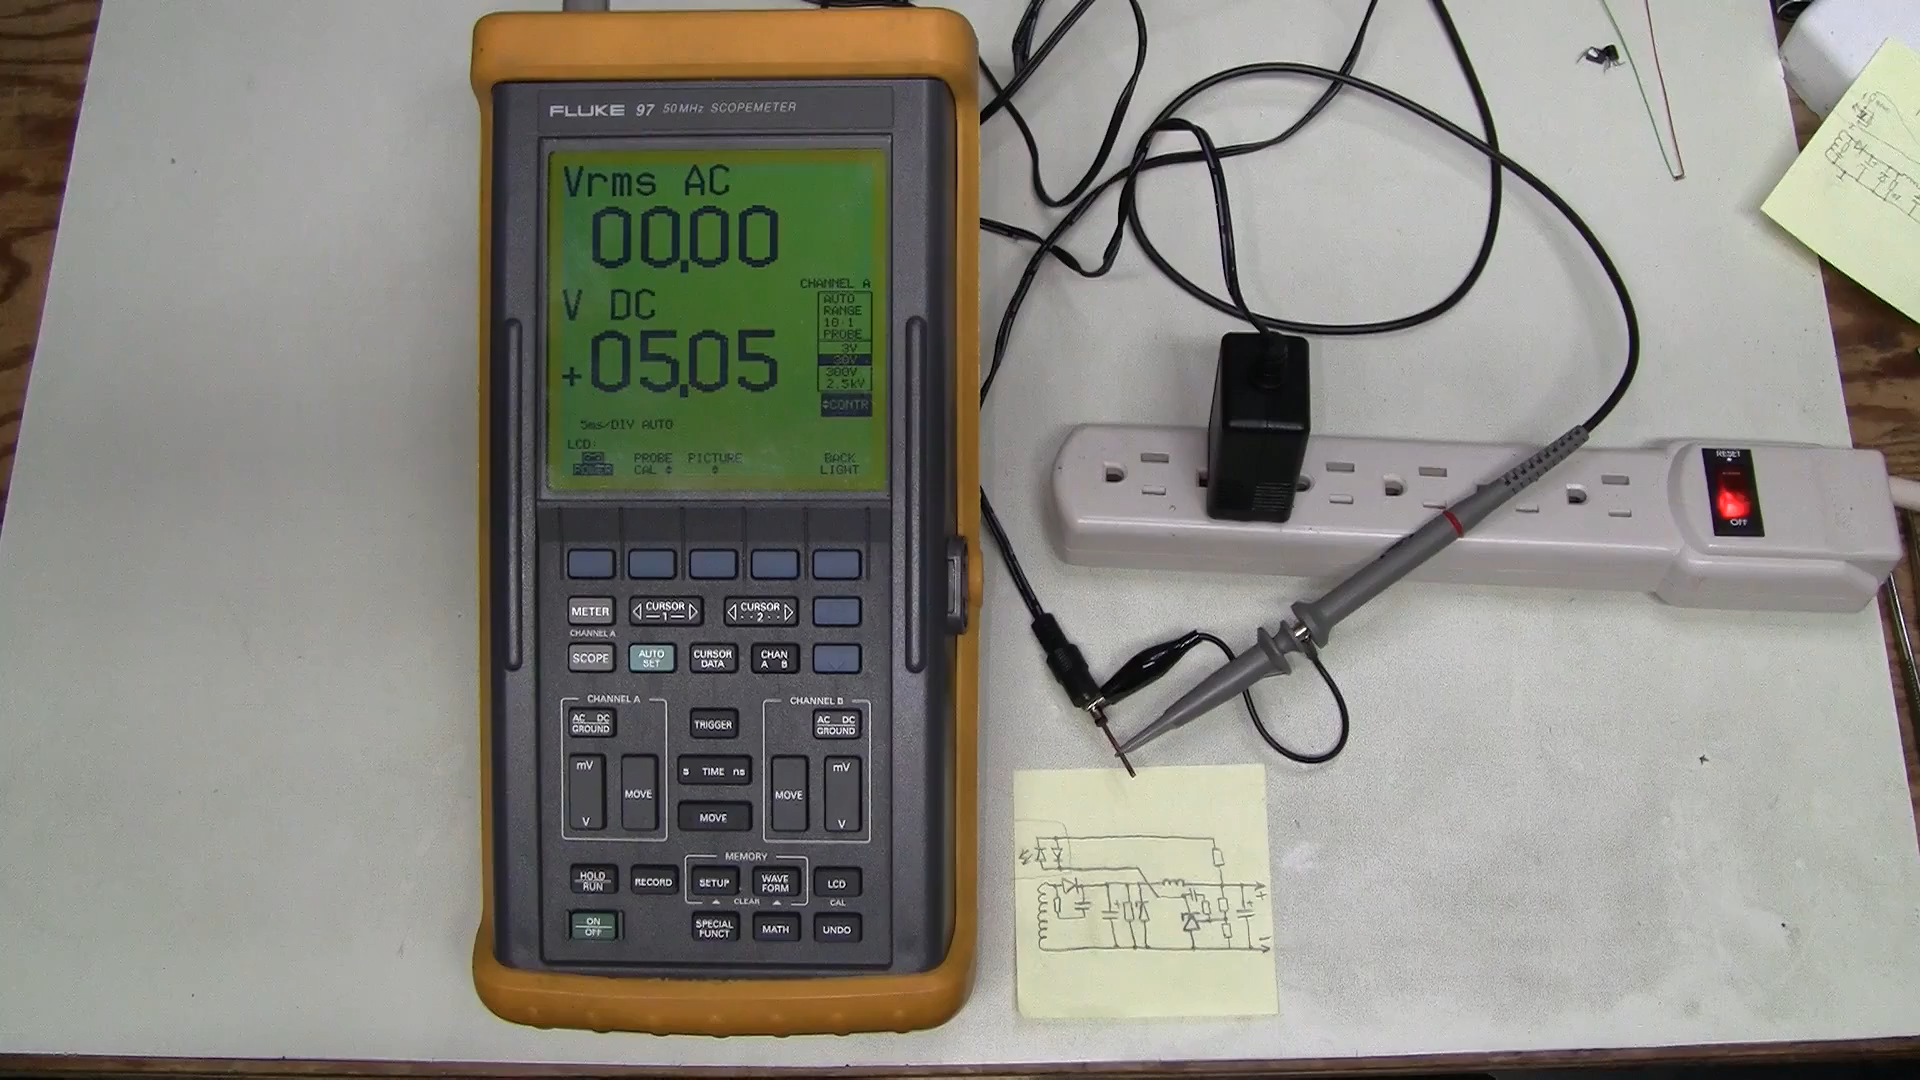 FLUKE 97 50MHz SCOPEMETER
Vrms AC
00.00
V DC
+05.05
CHANNEL A
AUTO
RANGE
10:1
PROBE
3V
30V
300V
2.5kV
CONTR
5ms/DIV AUTO
LCD:
POWER
PROBE
CAL
PICTURE
BACK
LIGHT
METER
CURSOR
1
CURSOR
2
CHANNEL A
SCOPE
AUTO
SET
CURSOR
DATA
CHAN
A B
CHANNEL A
CHANNEL B
AC DC
GROUND
TRIGGER
AC DC
GROUND
mV
V
MOVE
S TIME ns
MOVE
MOVE
mV
V
MEMORY
HOLD
RUN
RECORD
SETUP
WAVE
FORM
LCD
CLEAR
CAL
ON
OFF
SPECIAL
FUNCT
MATH
UNDO
RESET
OFF